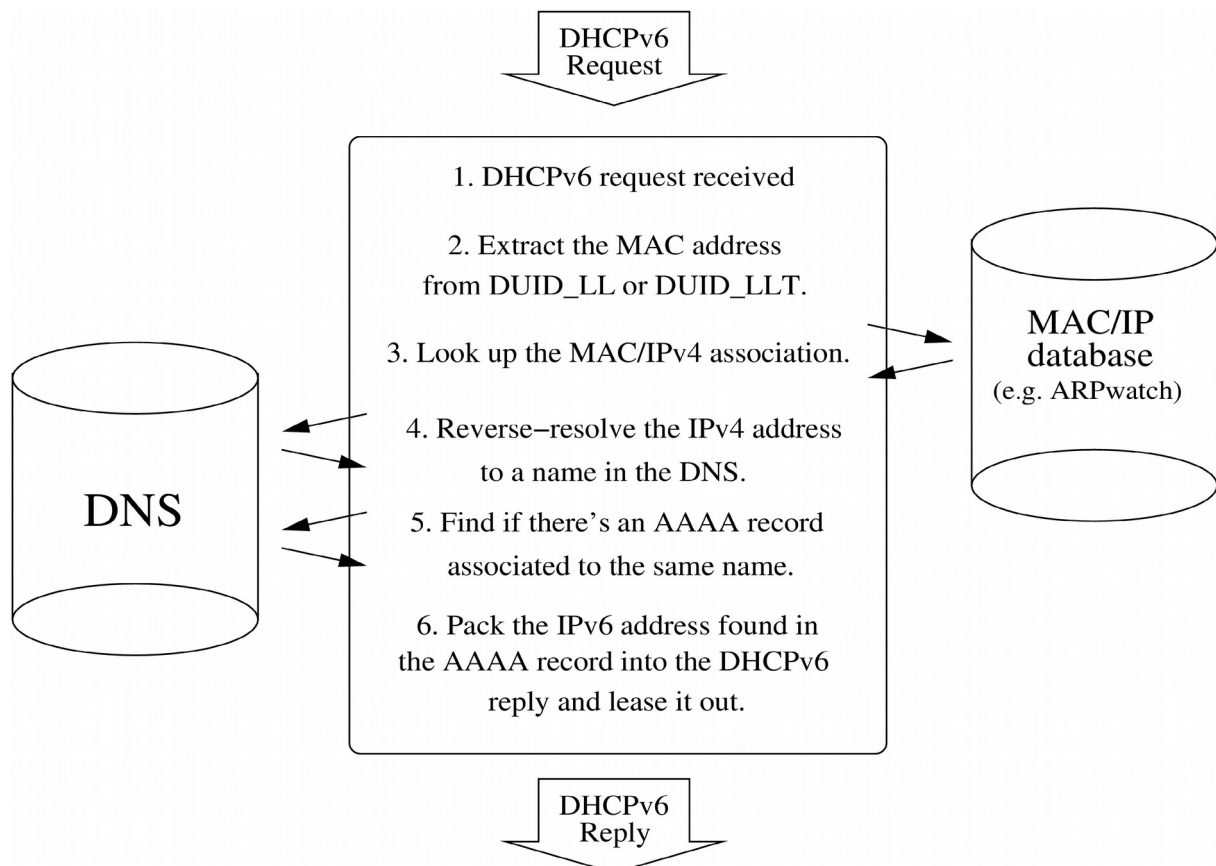 DHCPv6
Request
1. DHCPv6 request received
2. Extract the MAC address
from DUID_LL or DUID_LLT.
3. Look up the MAC/IPv4 association.
4. Reverse−resolve the IPv4 address
to a name in the DNS.
5. Find if there's an AAAA record
associated to the same name.
6. Pack the IPv6 address found in
the AAAA record into the DHCPv6
reply and lease it out.
MAC/IP
database
(e.g. ARPwatch)
DNS
DHCPv6
Reply